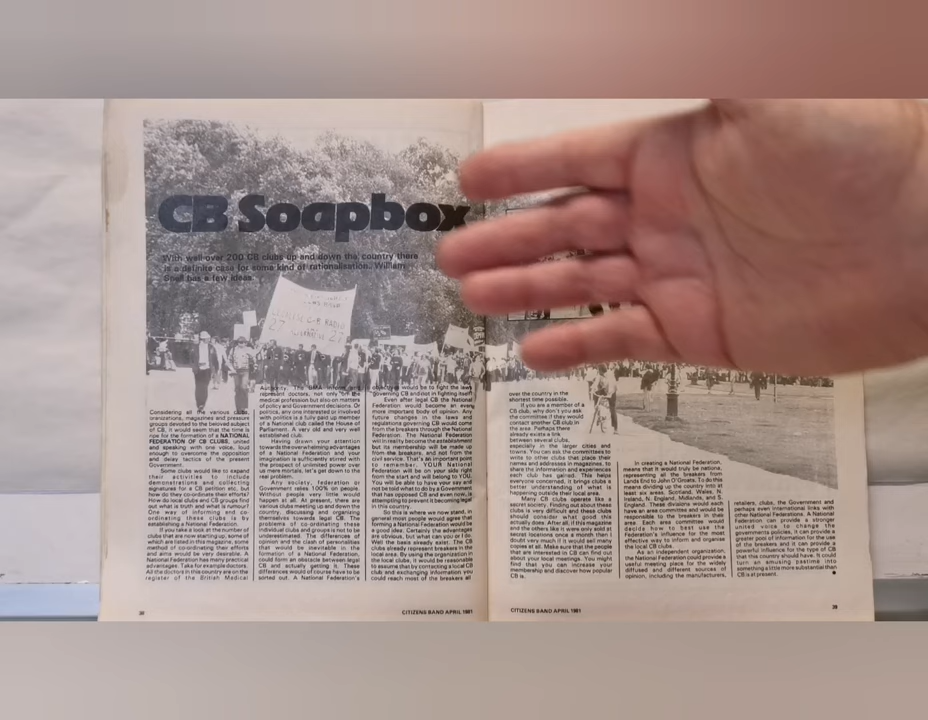 CB Soapbox
With well over 200 CB clubs up and down the country there
is a definite case for some kind of rationalisation. William
Snell has a few ideas
Considering all the various clubs,
organizations, magazines and pressure
groups devoted to the beloved subject
of CB, it would seem that the time is
ripe for the formation of a NATIONAL
FEDERATION OF CB CLUBS, united
and speaking with one voice, loud
enough to overcome the opposition
and delay tactics of the present
Government.
Some clubs would like to expand
their activities to include
demonstrations and collecting
signatures for a CB petition etc, but
how do they co-ordinate their efforts?
How do local clubs and CB groups find
out what is truth and what is rumour?
One way of informing and co-
ordinating these clubs is by
establishing a National Federation.
If you take a look at the number of
clubs that are now starting up, some of
which are listed in this magazine, some
method of co-ordinating their efforts
and aims would be very desirable. A
National Federation has many practical
advantages. Take for example doctors.
All the doctors in this country are on the
register of the British Medical
Authority. The BMA
represent doctors, not only on the
medical profession but also on matters
of policy and Government decisions. Or
politics, any one interested or involved
with politics is a fully paid up member
of a National club called the House of
Parliament. A very old and very well
established club.
Having drawn your attention
towards the overwhelming advantages
of a National Federation and your
imagination is sufficiently stirred with
the prospect of unlimited power over
us mere mortals, let's get down to the
real problem.
Any society, federation or
Government relies 100% on people.
Without people very little would
happen at all. At present, there are
various clubs meeting up and down the
country, discussing and organising
themselves towards legal CB. The
problems of co-ordinating these
individual clubs and groups is not to be
underestimated. The differences of
opinion and the clash of personalities
that would be inevitable in the
formation of a National Federation,
could form an obstacle between legal
CB and actually getting it. These
differences would of course have to be
sorted out. A National Federation's
objectives would be to fight the laws
governing CB and not in fighting itself.
Even after legal CB the National
Federation would become an even
more important body of opinion. Any
future changes in the laws and
regulations governing CB would come
from the breakers through the National
Federation. The National Federation
will in reality become the establishment
but its membership will be made up
from the breakers, and not from the
civil service. That's an important point
to remember. YOUR National
Federation will be on your side right
from the start and will belong to YOU.
You will be able to have your say and
not be told what to do by a Government
that has opposed CB and even now, is
attempting to prevent it becoming legal
in this country.
So this is where we now stand, in
general more people would agree that
forming a National Federation would be
a good idea. Certainly the advantages
are obvious, but what can you or I do.
Well the basis already exist. The CB
clubs already represent breakers in the
local area. By using the organization in
the local clubs, it would be reasonable
to assume that by contacting a local CB
club and exchanging information you
could reach most of the breakers all
30
CITIZENS BAND APRIL 1981
over the country in the
shortest time possible.
If you are a member of a
CB club, why don't you ask
the committee if they would
contact another CB club in
the area. Perhaps there
already exists a link
between several clubs,
especially in the larger cities and
towns. You can ask the committee to
write to other clubs that place their
names and addresses in magazines, to
share the information and experiences
each club has gained. This helps
everyone concerned. It brings clubs a
better understanding of what is
happening outside their local area.
Many CB clubs operate like a
secret society. Finding out about these
clubs is very difficult and these clubs
should consider what good this
actually does. After all, if this magazine
and the others like it were only sold at
secret locations once a month then I
doubt very much if it would sell many
copies at all. Make sure that the people
that are interested in CB can find out
about your local meetings. You might
find that you can increase your
membership and discover how popular
CB is.
In creating a National Federation,
means that it would truly be national,
representing all the breakers from
Lands End to John O'Groats. To do this
means dividing up the country into at
least six areas, Scotland, Wales, N.
Ireland, N. England, Midlands, and S.
England. These divisions would each
have an area committee and would be
responsible to the breakers in their
area. Each area committee would
decide how to best use the
Federation's influence for the most
effective way to inform and organise
the local CB clubs.
As an independent organization,
the National Federation could provide a
useful meeting place for the widely
diffused and different sources of
opinion, including the manufacturers,
retailers, clubs, the Government and
perhaps even international links with
other National Federations. A National
Federation can provide a stronger
united voice to change the
governments policies, it can provide a
greater pool of information for the use
of the breakers and it can provide a
powerful influence for the type of CB
that this country should have. It could
turn an amusing pastime into
something a little more substantial than
CB is at present.
CITIZENS BAND APRIL 1981